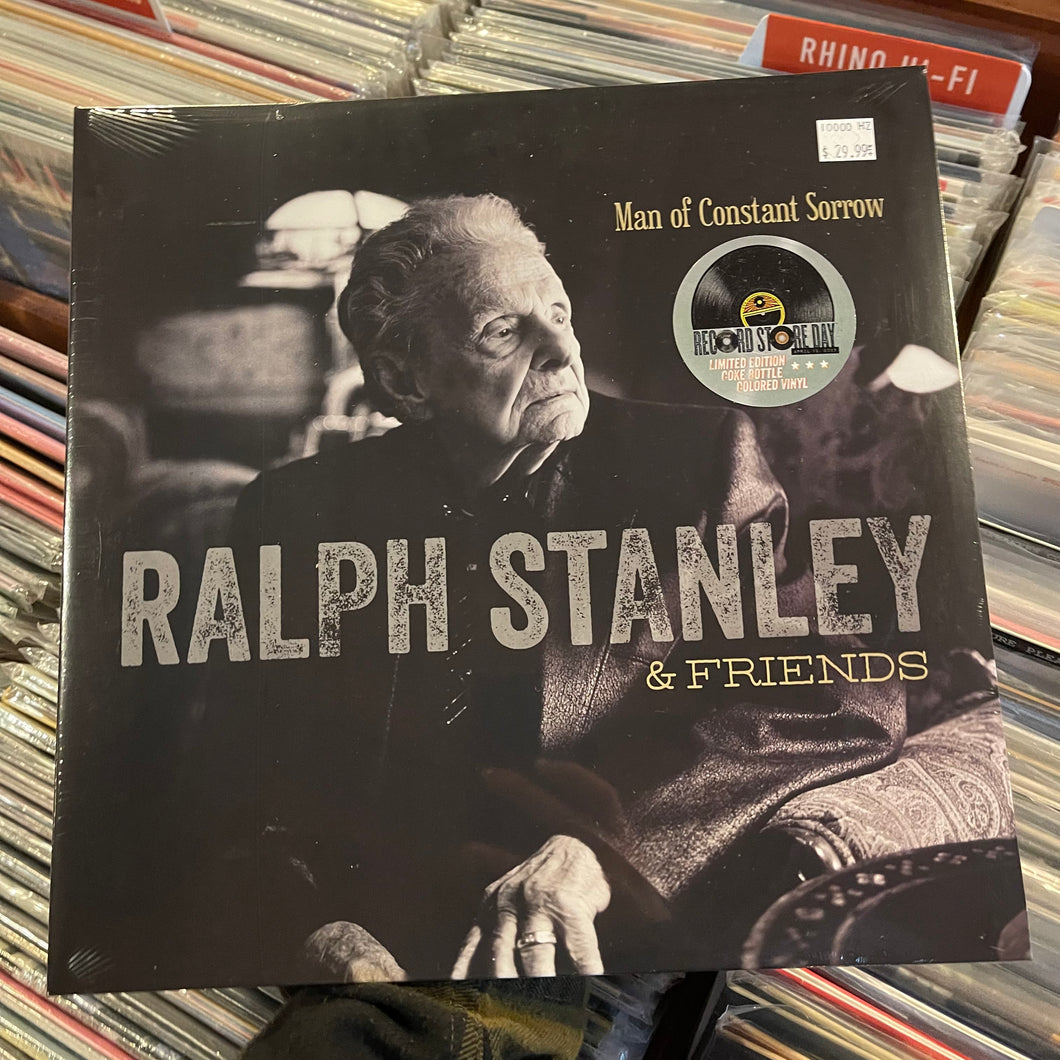 RHINO HI-FI
10000 HZ
$ 29.99
Man of Constant Sorrow
RECORD STORE DAY
LIMITED EDITION
COKE BOTTLE
COLORED VINYL
RALPH STANLEY
& FRIENDS